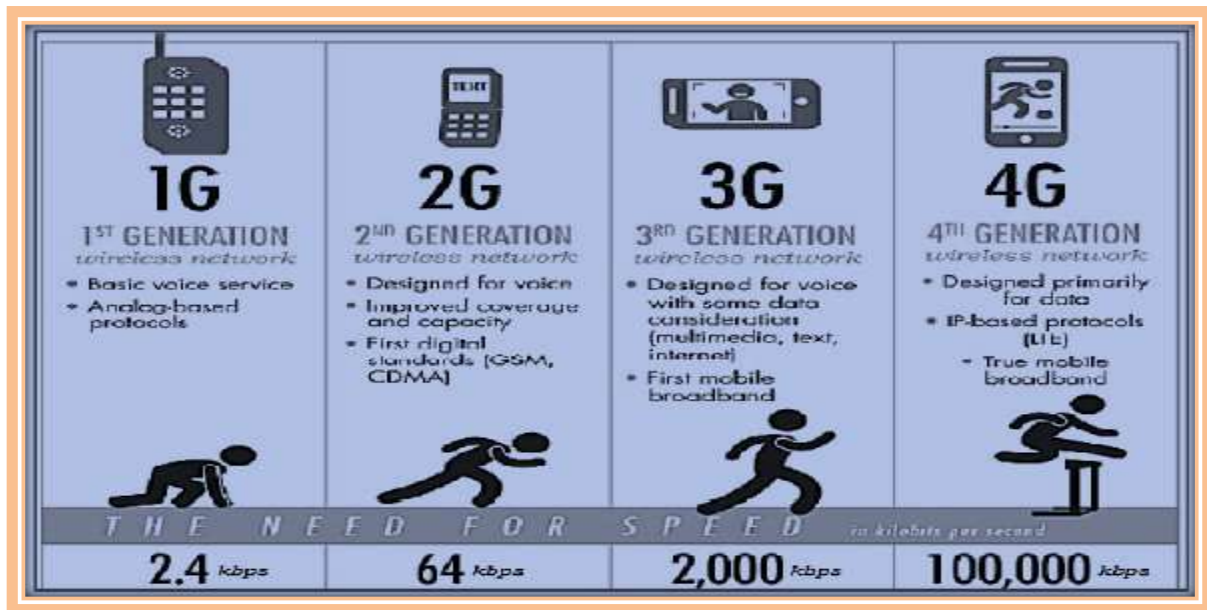 TEXT
1G
1ST GENERATION
wireless network
• Basic voice service
• Analog-based
protocols
2G
2ND GENERATION
wireless network
• Designed for voice
• Improved coverage
and capacity
• First digital
standards (GSM,
CDMA)
3G
3RD GENERATION
wireless network
• Designed for voice
with some data
consideration
(multimedia, text,
internet)
• First mobile
broadband
4G
4TH GENERATION
wireless network
• Designed primarily
for data
• IP-based protocols
(LTE)
• True mobile
broadband
THE NEED FOR SPEED in kilobits per second
2.4 kbps
64 kbps
2,000 kbps
100,000 kbps